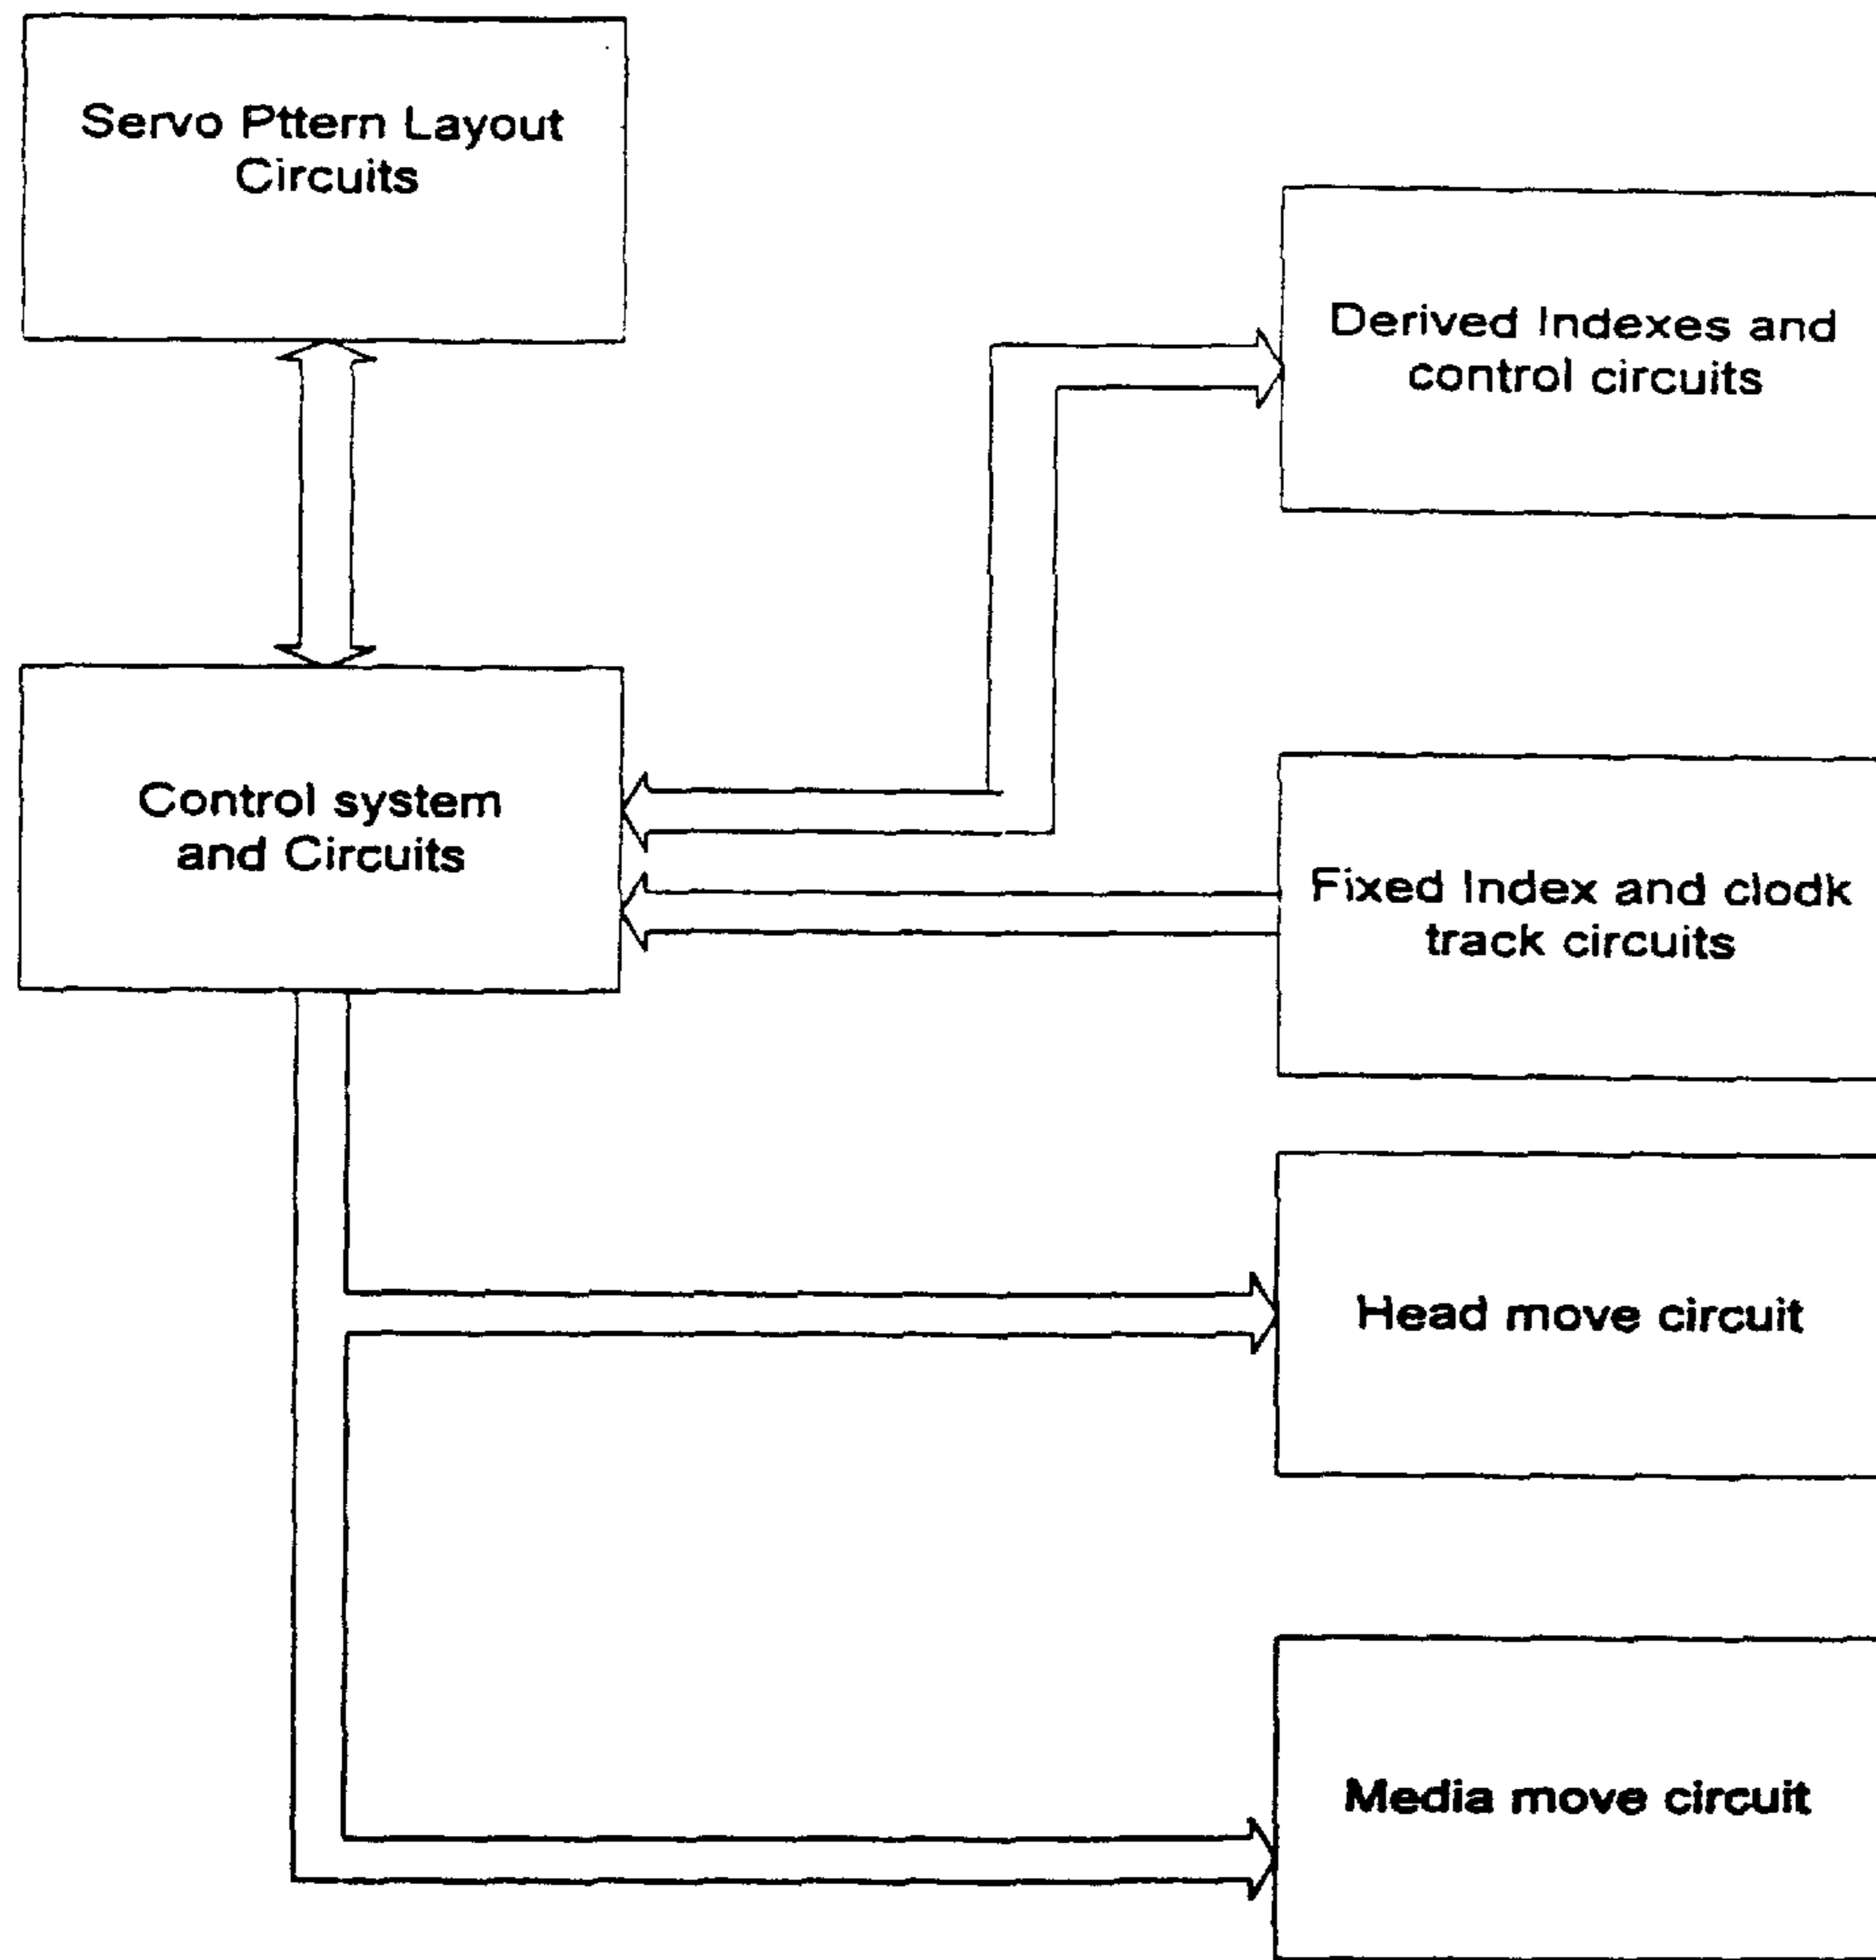 Servo Pttern Layout
Circuits
Derived Indexes and
control circuits
Control system
and Circuits
Fixed Index and clodk
track circuits
Head move circuit
Media move circuit